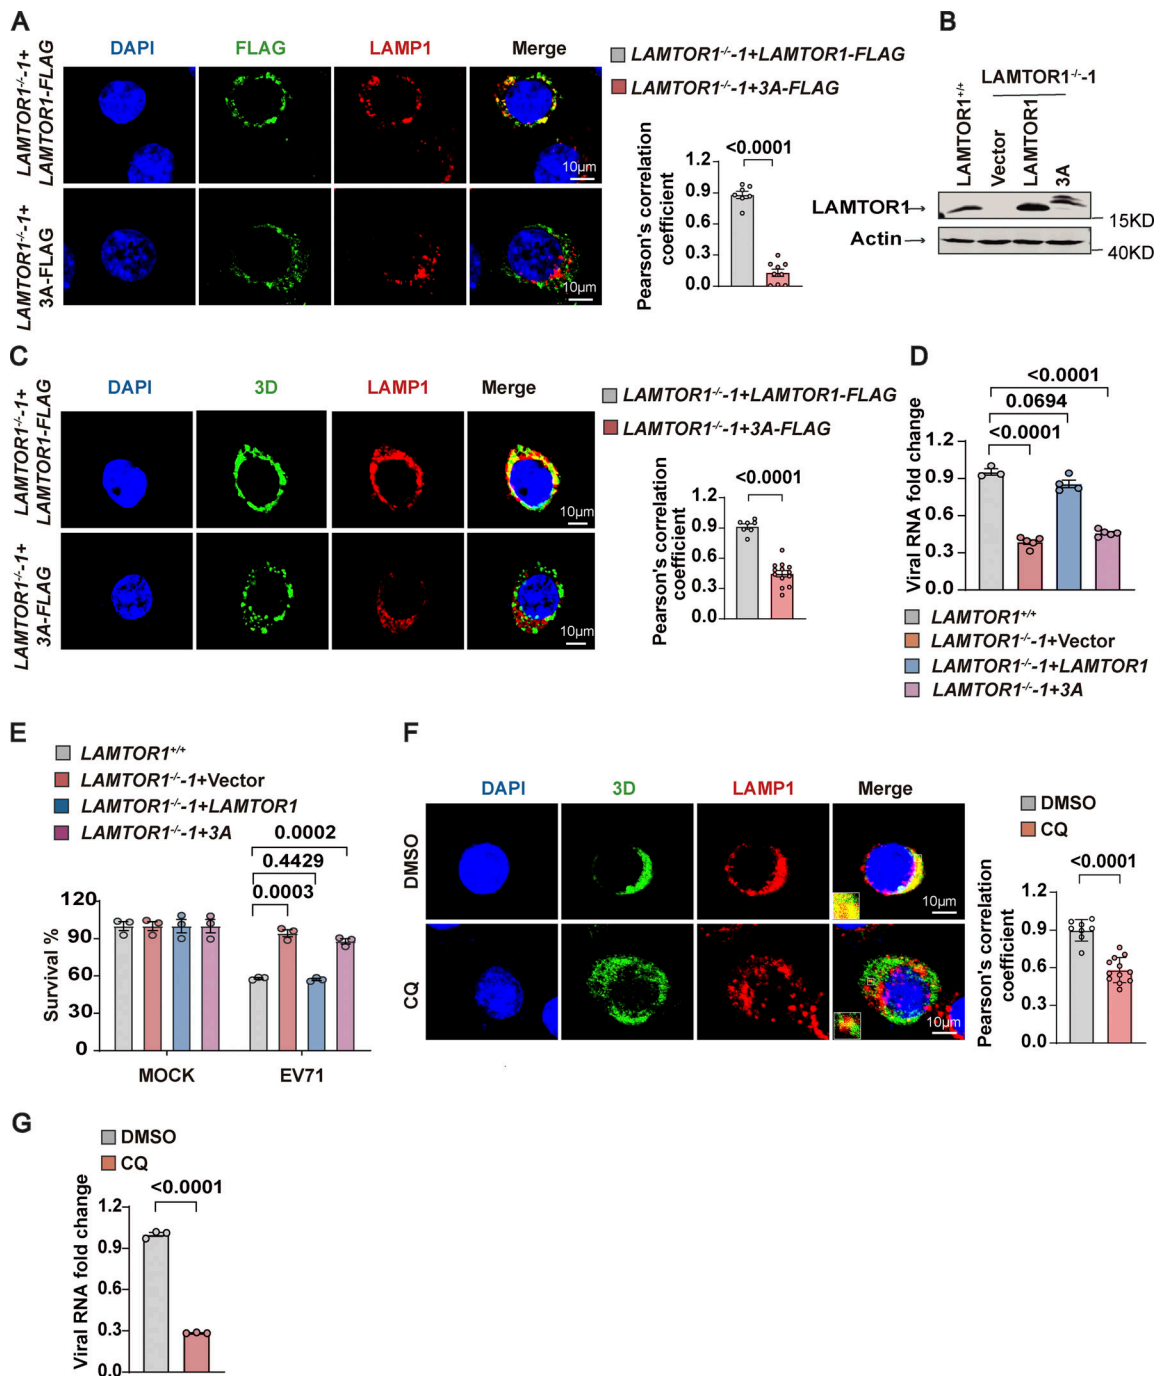 A
DAPI
FLAG
LAMP1
Merge
LAMTOR1-/--1+
LAMTOR1-FLAG
10μm
LAMTOR1-/--1+
3A-FLAG
10μm
LAMTOR1-/--1+LAMTOR1-FLAG
LAMTOR1-/--1+3A-FLAG
<0.0001
Pearson's correlation
coefficient
1.2
0.9
0.6
0.3
0.0
B
LAMTOR1-/--1
LAMTOR1+/+
Vector
LAMTOR1
3A
LAMTOR1→
15KD
Actin→
40KD
C
DAPI
3D
LAMP1
Merge
LAMTOR1-/--1+
LAMTOR1-FLAG
10μm
LAMTOR1-/--1+
3A-FLAG
10μm
LAMTOR1-/--1+LAMTOR1-FLAG
LAMTOR1-/--1+3A-FLAG
<0.0001
Pearson's correlation
coefficient
1.2
0.9
0.6
0.3
0.0
D
<0.0001
0.0694
<0.0001
Viral RNA fold change
1.2
0.9
0.6
0.3
0.0
LAMTOR1+/+
LAMTOR1-/--1+Vector
LAMTOR1-/--1+LAMTOR1
LAMTOR1-/--1+3A
E
LAMTOR1+/+
LAMTOR1-/--1+Vector
LAMTOR1-/--1+LAMTOR1
LAMTOR1-/--1+3A
0.0002
0.4429
0.0003
Survival %
120
90
60
30
0
MOCK
EV71
F
DAPI
3D
LAMP1
Merge
DMSO
10μm
CQ
10μm
DMSO
CQ
<0.0001
Pearson's correlation
coefficient
1.2
0.9
0.6
0.3
0.0
G
DMSO
CQ
<0.0001
Viral RNA fold change
1.2
0.9
0.6
0.3
0.0